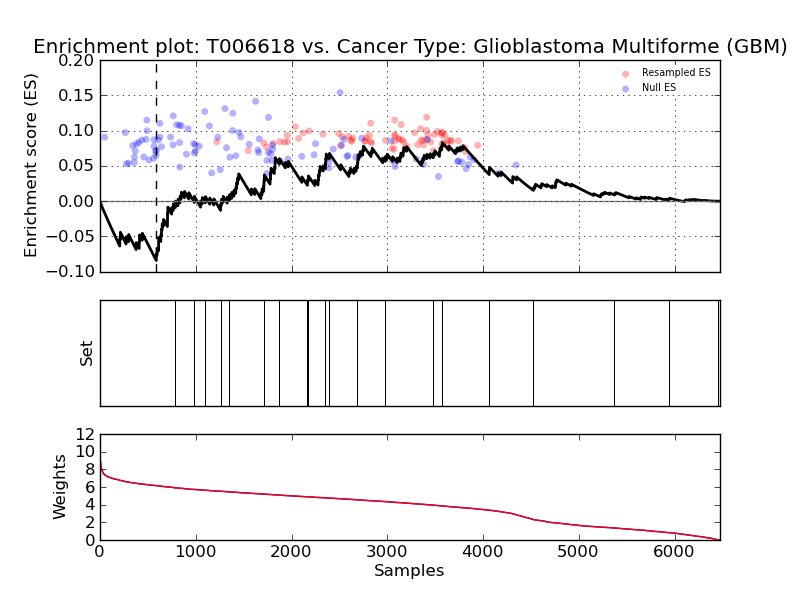 Enrichment plot: T006618 vs. Cancer Type: Glioblastoma Multiforme (GBM)
Enrichment score (ES)
0.20
0.15
0.10
0.05
0.00
−0.05
−0.10
Resampled ES
Null ES
Set
Weights
12
10
8
6
4
2
0
0 1000 2000 3000 4000 5000 6000
Samples